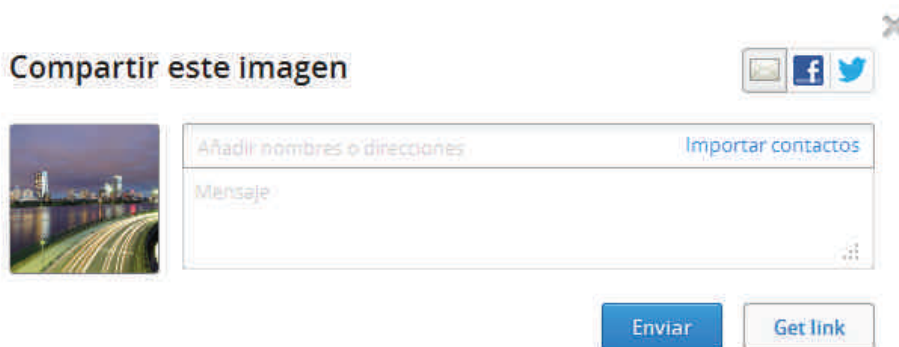 Compartir este imagen
Añadir nombres o direcciones Importar contactos
Mensaje
Enviar Get link